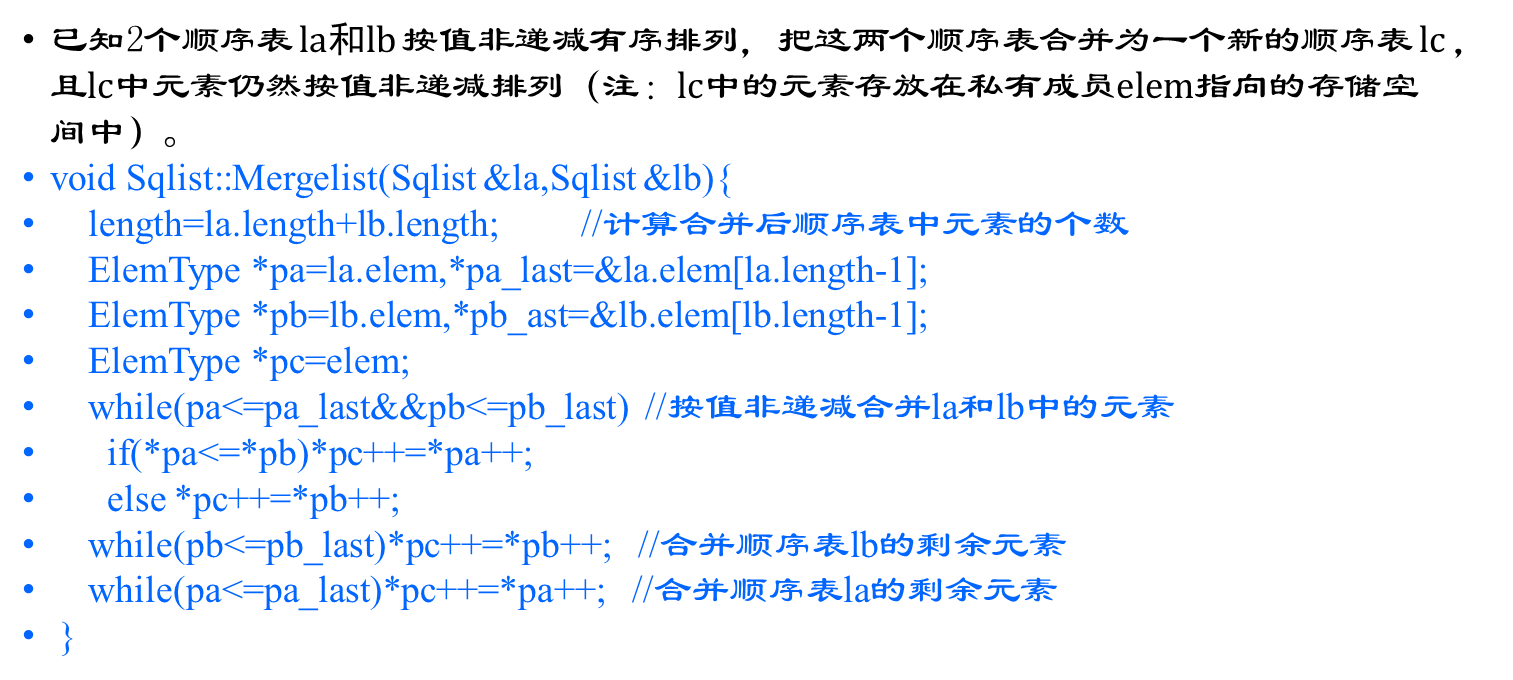 • 已知2个顺序表la和lb按值非递减有序排列，把这两个顺序表合并为一个新的顺序表lc，
且lc中元素仍然按值非递减排列（注：lc中的元素存放在私有成员elem指向的存储空
间中）。
• void Sqlist::Mergelist(Sqlist &la,Sqlist &lb){
• length=la.length+lb.length; //计算合并后顺序表中元素的个数
• ElemType *pa=la.elem,*pa_last=&la.elem[la.length-1];
• ElemType *pb=lb.elem,*pb_ast=&lb.elem[lb.length-1];
• ElemType *pc=elem;
• while(pa<=pa_last&&pb<=pb_last) //按值非递减合并la和lb中的元素
• if(*pa<=*pb)*pc++=*pa++;
• else *pc++=*pb++;
• while(pb<=pb_last)*pc++=*pb++; //合并顺序表lb的剩余元素
• while(pa<=pa_last)*pc++=*pa++; //合并顺序表la的剩余元素
• }